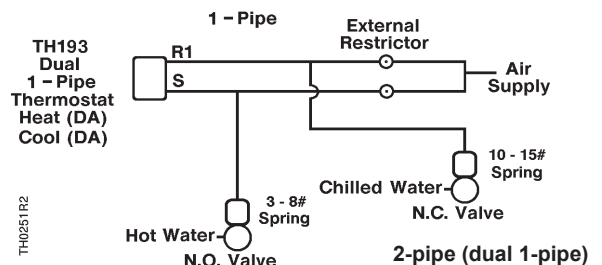 1 – Pipe
TH193
Dual
1 – Pipe
Thermostat
Heat (DA)
Cool (DA)
R1
S
External
Restrictor
Air
Supply
10 - 15#
Spring
Chilled Water
N.C. Valve
3 - 8#
Spring
Hot Water
N.O. Valve
2-pipe (dual 1-pipe)
TH0251R2